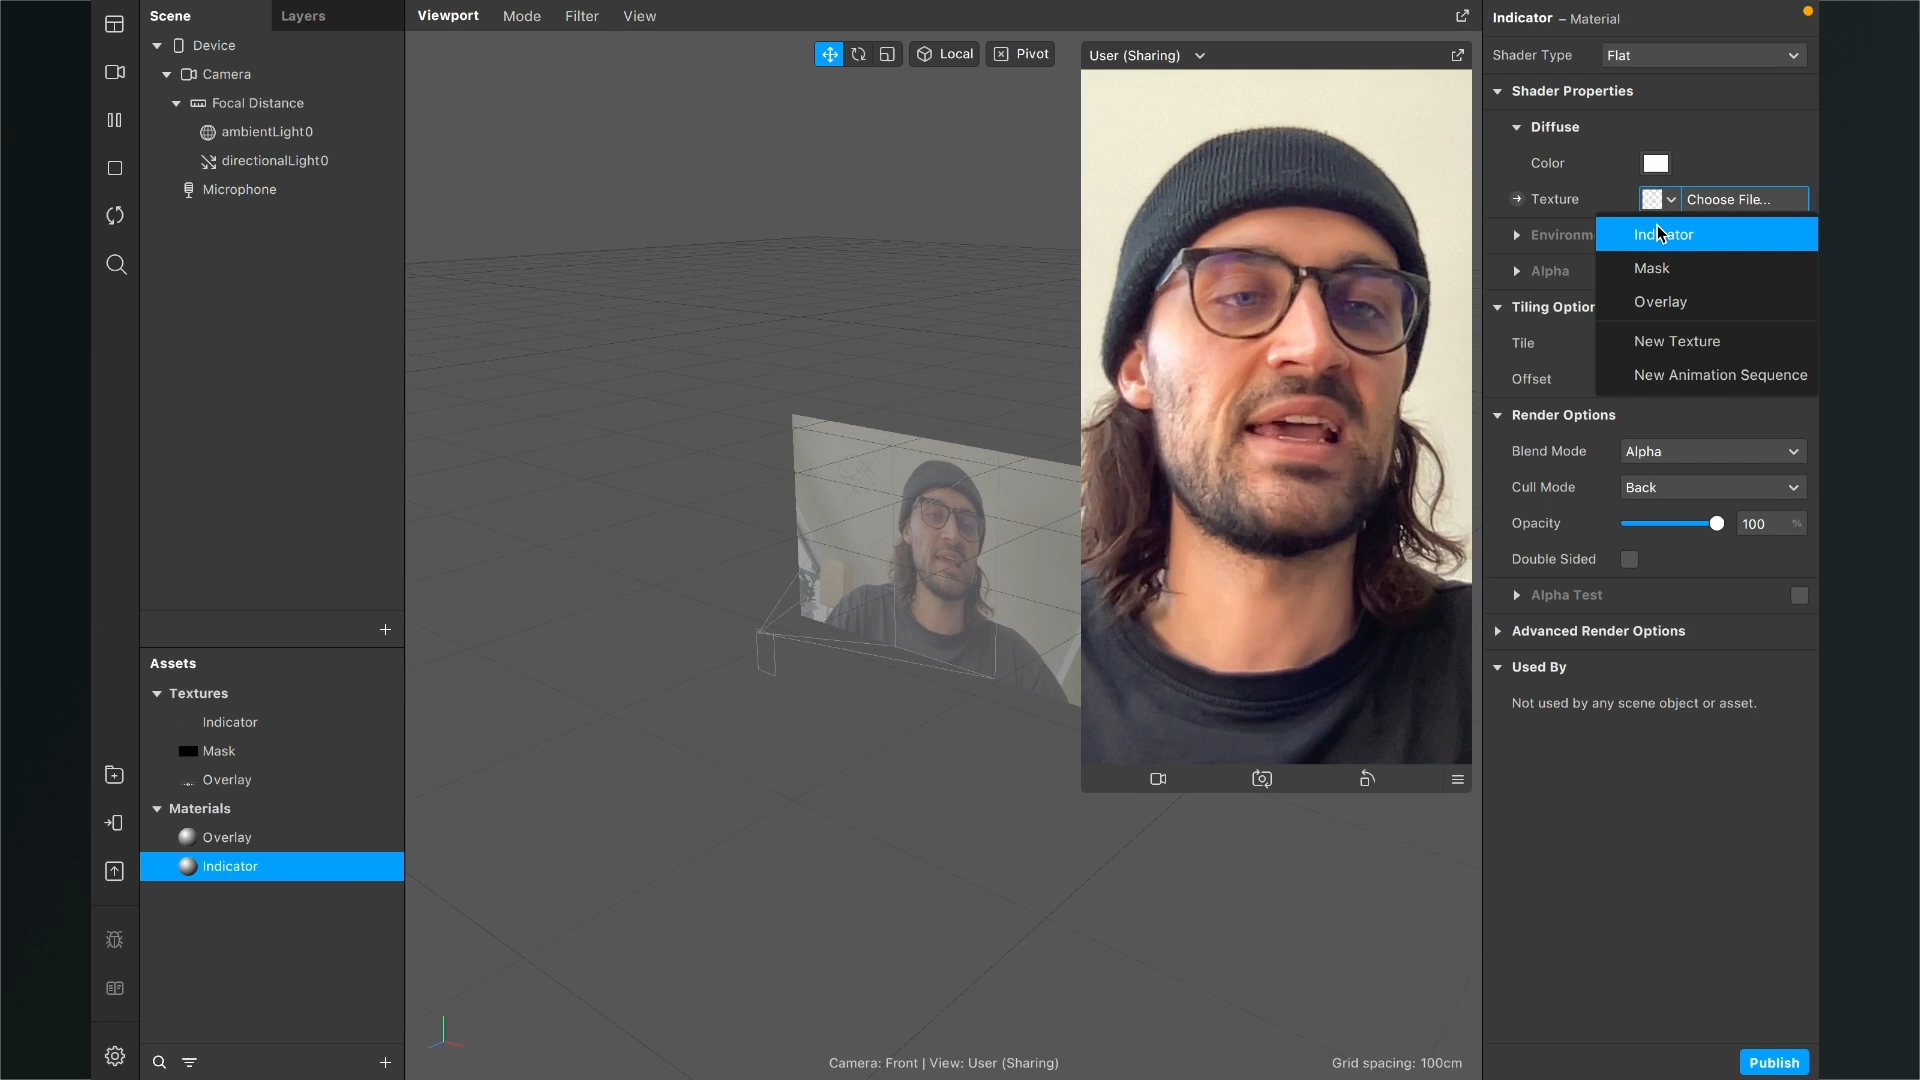 Scene
Layers
Device
Camera
Focal Distance
ambientLight0
directionalLight0
Microphone
Assets
Textures
Indicator
Mask
Overlay
Materials
Overlay
Indicator
Viewport
Mode
Filter
View
Local
Pivot
User (Sharing)
Camera: Front | View: User (Sharing)
Grid spacing: 100cm
Indicator – Material
Shader Type
Flat
Shader Properties
Diffuse
Color
Texture
Choose File...
Indicator
Mask
Overlay
New Texture
New Animation Sequence
Environm
Alpha
Tiling Option
Tile
Offset
Render Options
Blend Mode
Alpha
Cull Mode
Back
Opacity
100 %
Double Sided
Alpha Test
Advanced Render Options
Used By
Not used by any scene object or asset.
Publish